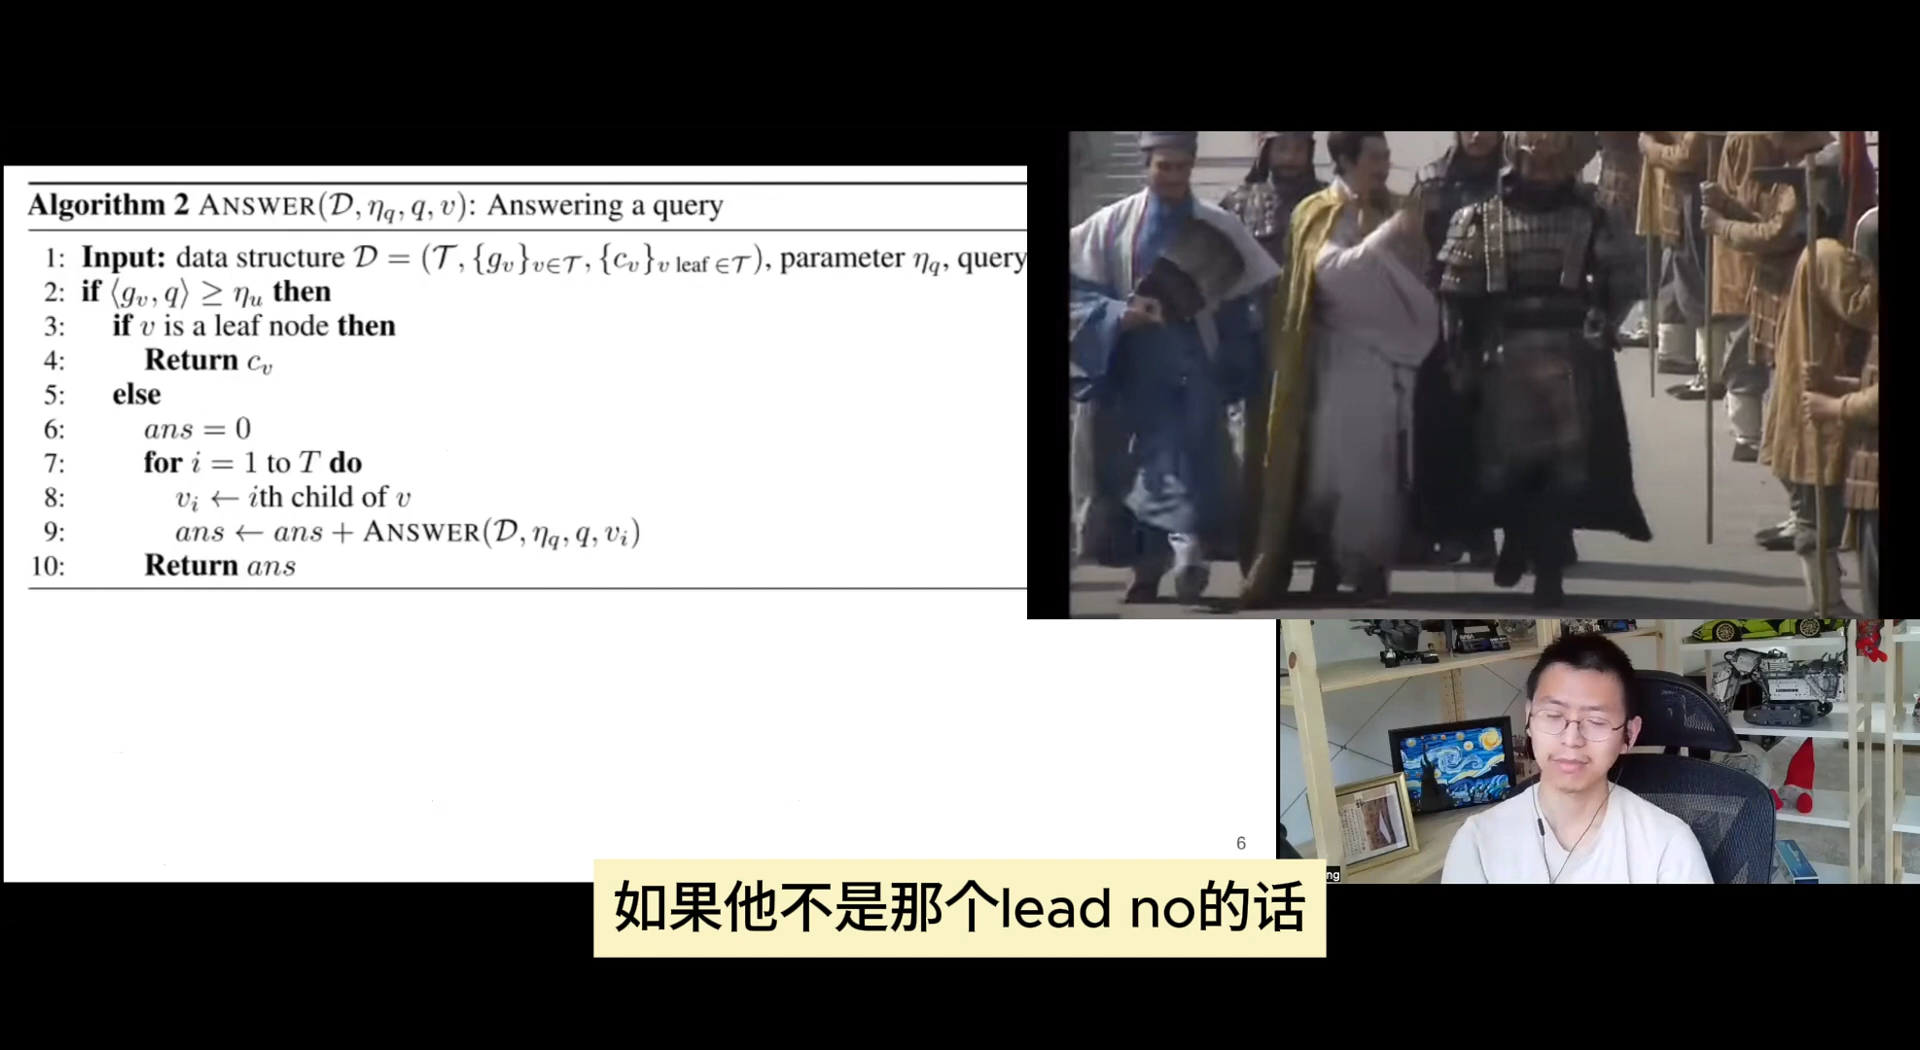 Algorithm 2 ANSWER(𝒟, η_q, q, v): Answering a query
1: Input: data structure 𝒟 = (𝒯, {g_v}_{v∈𝒯}, {c_v}_{v leaf ∈𝒯}), parameter η_q, query
2: if ⟨g_v, q⟩ ≥ η_u then
3: if v is a leaf node then
4: Return c_v
5: else
6: ans = 0
7: for i = 1 to T do
8: v_i ← ith child of v
9: ans ← ans + ANSWER(𝒟, η_q, q, v_i)
10: Return ans
6
ng
如果他不是那个lead no的话